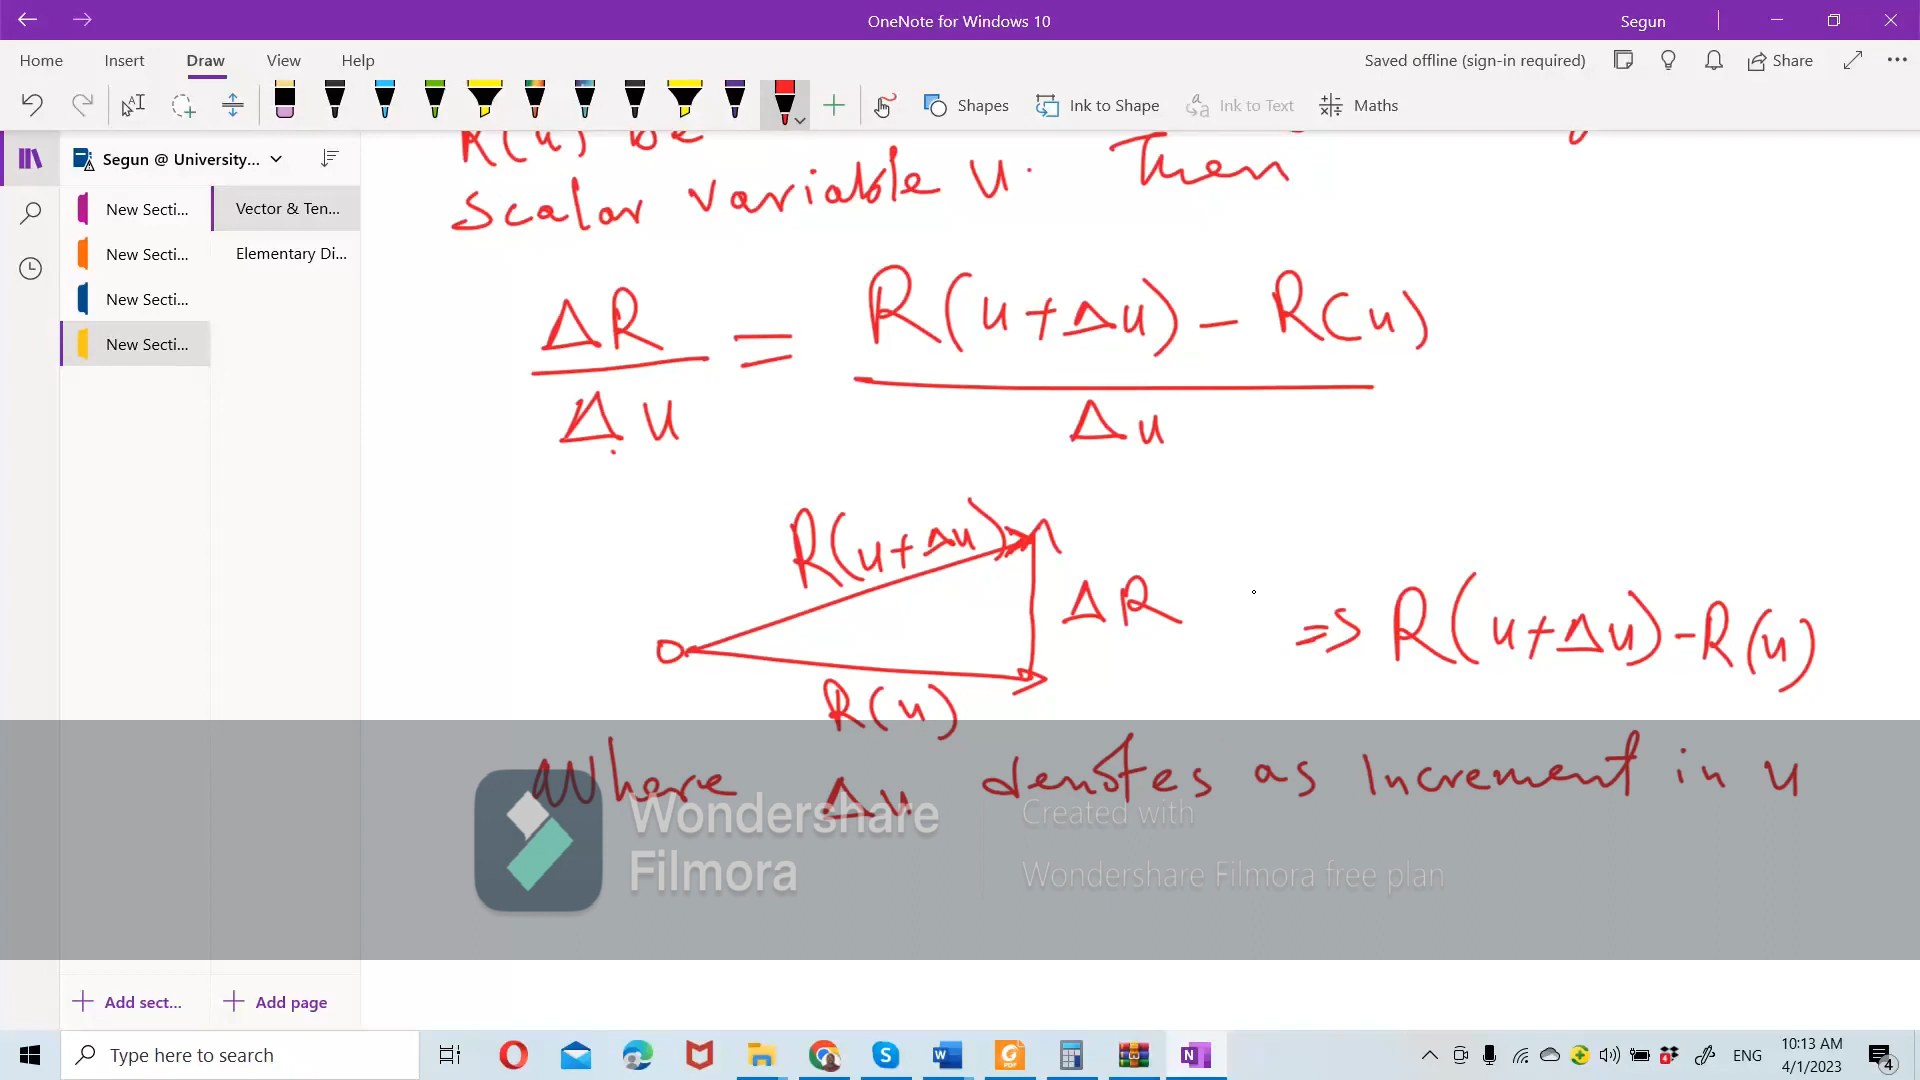 OneNote for Windows 10
Segun
Home Insert Draw View Help
Saved offline (sign-in required) Share
Shapes Ink to Shape Ink to Text Maths
Segun @ University...
New Secti...
New Secti...
New Secti...
New Secti...
Vector & Ten...
Elementary Di...
R(u) be
scalar variable u. Then
ΔR/Δu = R(u+Δu) - R(u)/Δu
R(u+Δu)
ΔR
=> R(u+Δu) - R(u)
O
R(u)
Where Δu denotes as Increment in u
Wondershare
Filmora
Created with
Wondershare Filmora free plan
+ Add sect...
+ Add page
Type here to search
ENG
10:13 AM
4/1/2023
4